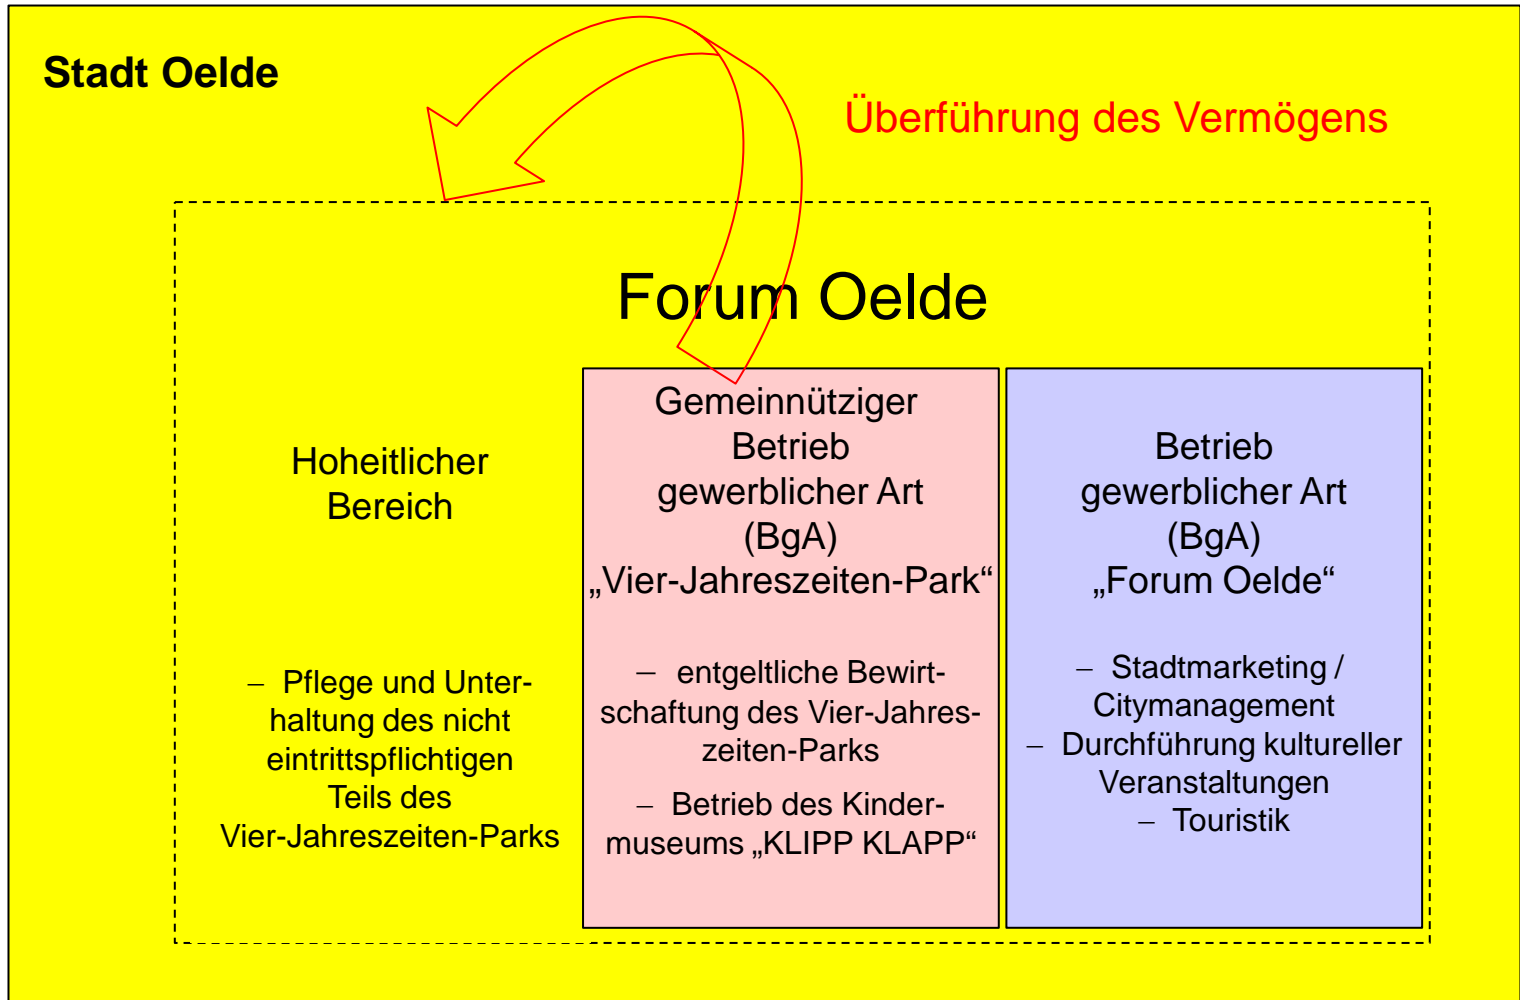 Stadt Oelde
Überführung des Vermögens
Forum Oelde
Hoheitlicher
Bereich
– Pflege und Unter-
haltung des nicht
eintrittspflichtigen
Teils des
Vier-Jahreszeiten-Parks
Gemeinnütziger
Betrieb
gewerblicher Art
(BgA)
„Vier-Jahreszeiten-Park“
– entgeltliche Bewirt-
schaftung des Vier-Jahres-
zeiten-Parks
– Betrieb des Kinder-
museums „KLIPP KLAPP“
Betrieb
gewerblicher Art
(BgA)
„Forum Oelde“
– Stadtmarketing /
Citymanagement
– Durchführung kultureller
Veranstaltungen
– Touristik